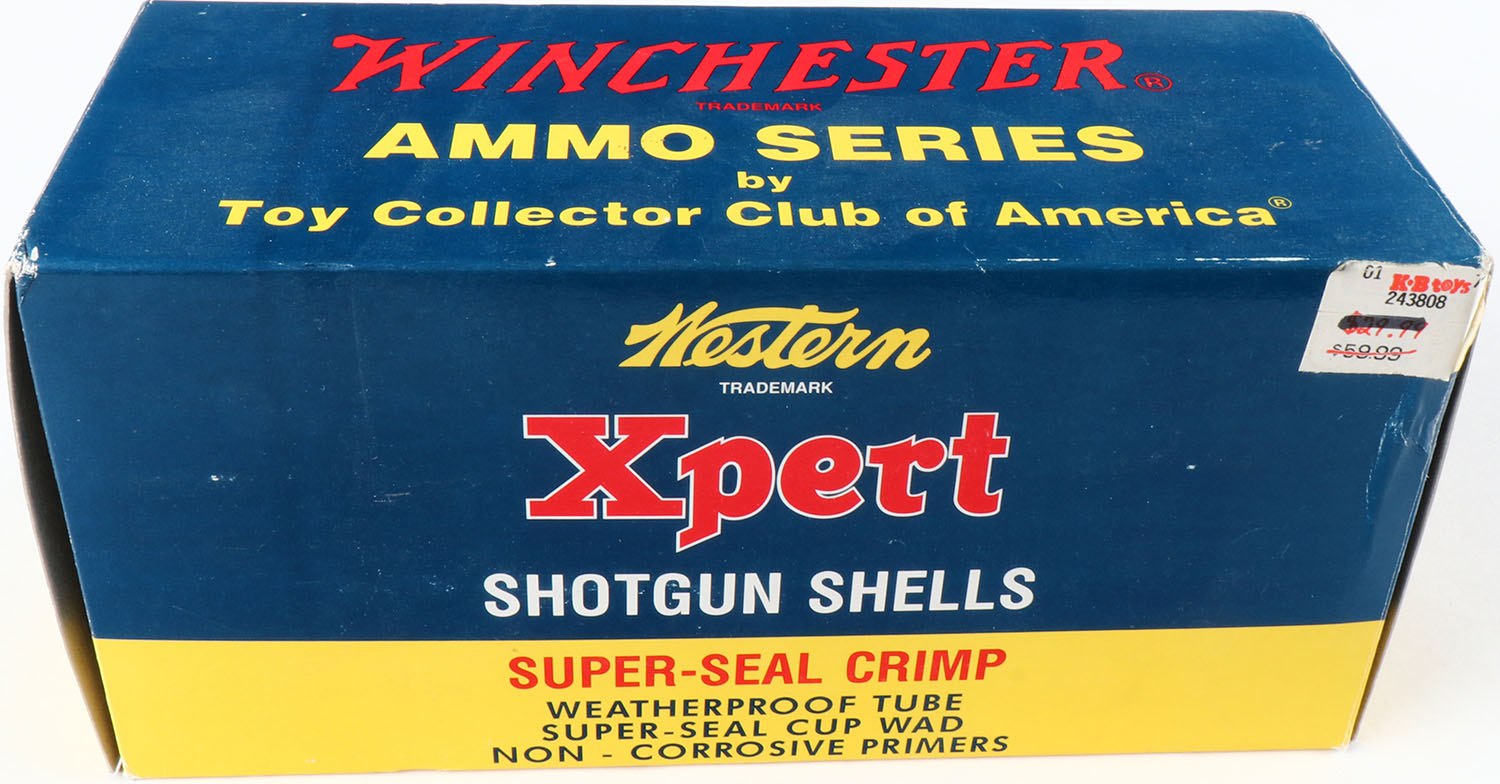 WINCHESTER®
TRADEMARK
AMMO SERIES
by
Toy Collector Club of America®
01 K·B toys
243808
$29.99
$59.99
Western
TRADEMARK
Xpert
SHOTGUN SHELLS
SUPER-SEAL CRIMP
WEATHERPROOF TUBE
SUPER-SEAL CUP WAD
NON - CORROSIVE PRIMERS